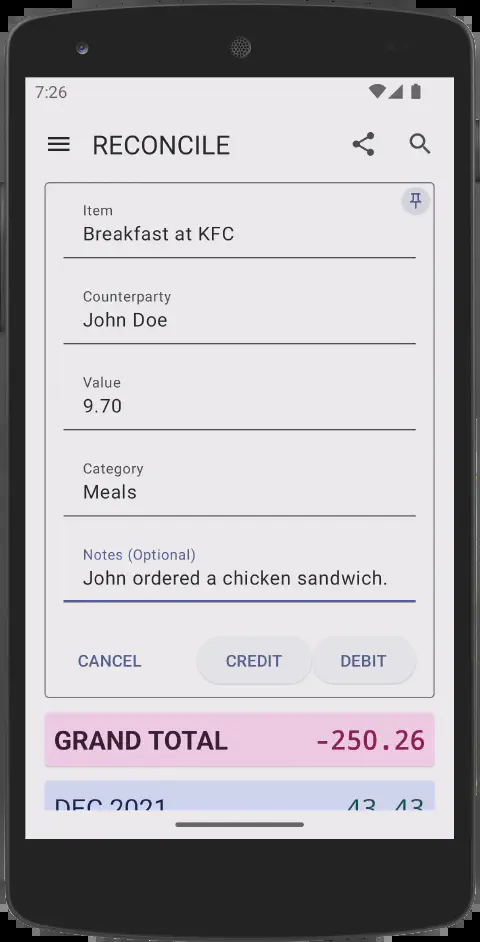 7:26
RECONCILE
Item
Breakfast at KFC
Counterparty
John Doe
Value
9.70
Category
Meals
Notes (Optional)
John ordered a chicken sandwich.
CANCEL CREDIT DEBIT
GRAND TOTAL -250.26
DEC 2021 43.43